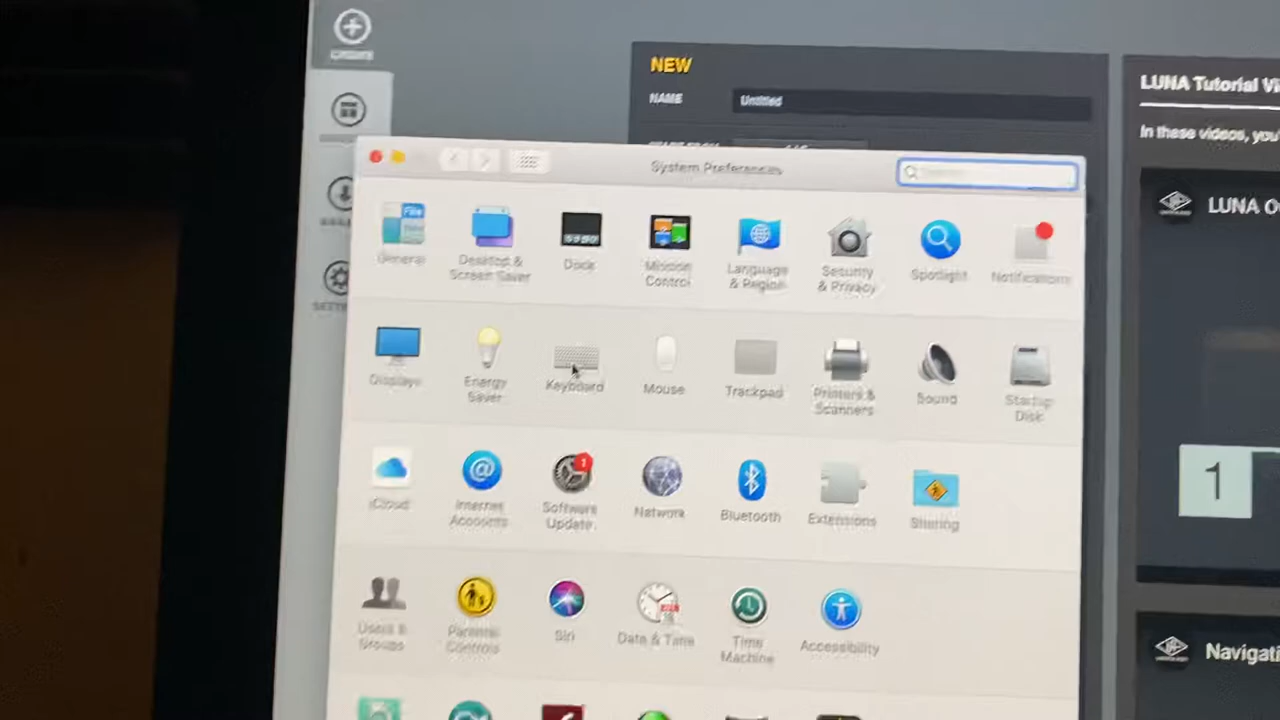 CREATE
NEW
NAME
Untitled
LUNA Tutorial Vi
In these videos, you'
System Preferences
LUNA O
General
Desktop &
Screen Saver
Dock
Mission
Control
Language
& Region
Security
& Privacy
Spotlight
Notifications
Displays
Energy
Saver
Keyboard
Mouse
Trackpad
Printers &
Scanners
Sound
Startup
Disk
1
iCloud
Internet
Accounts
1
Software
Update
Network
Bluetooth
Extensions
Sharing
Users &
Groups
Parental
Controls
Siri
Date & Time
Time
Machine
Accessibility
Navigati